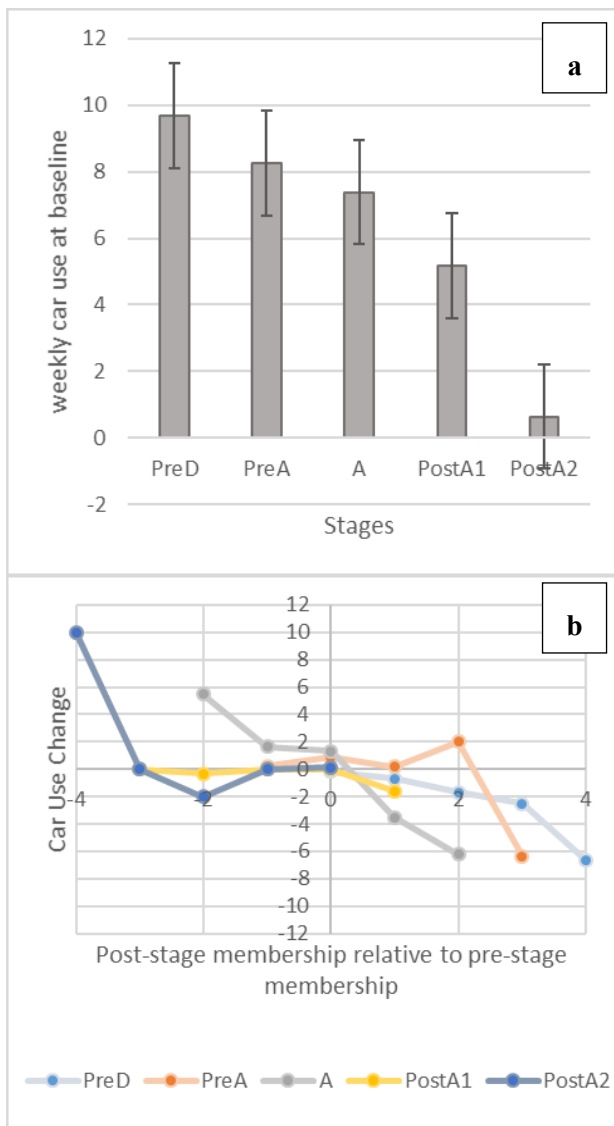 12
a
10
8
6
4
2
0
-2
weekly car use at baseline
PreD PreA A PostA1 PostA2
Stages
12
b
10
8
6
4
2
0
-2
-4
-6
-8
-10
-12
Car Use Change
-4 -2 0 2 4
Post-stage membership relative to pre-stage
membership
PreD PreA A PostA1 PostA2